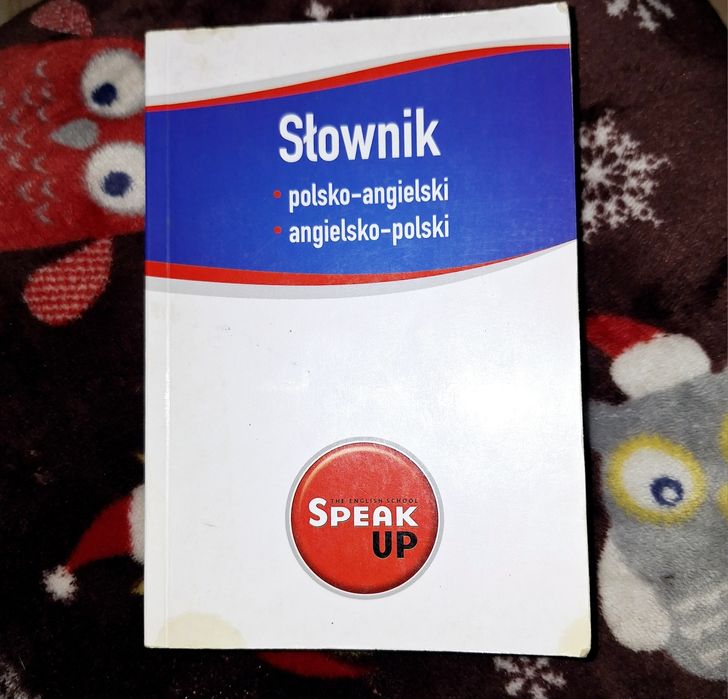 Słownik
• polsko-angielski
• angielsko-polski
THE ENGLISH SCHOOL
SPEAK
UP